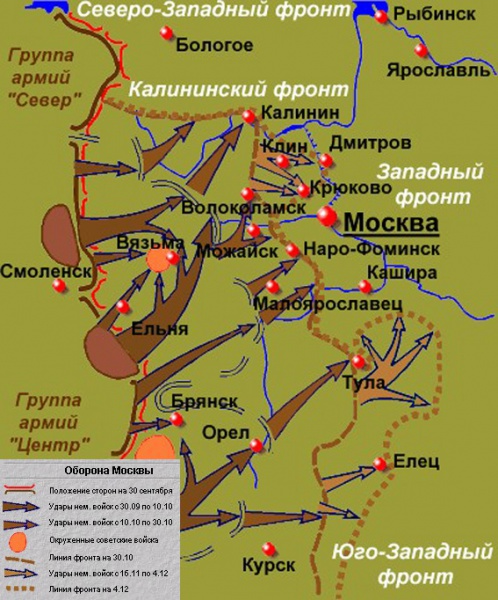 Северо-Западный фронт
Рыбинск
Бологое
Группа
армий
"Север"
Ярославль
Калининский фронт
Калинин
Клин
Дмитров
Западный
фронт
Крюково
Волоколамск
Москва
Вязьма
Можайск
Наро-Фоминск
Смоленск
Кашира
Малоярославец
Ельня
Тула
Группа
армий
"Центр"
Брянск
Орел
Елец
Оборона Москвы
Положение сторон на 30 сентября
Удары нем. войск с 30.09 по 10.10
Удары нем. войск с 10.10 по 30.10
Окруженные советские войска
Линия фронта на 30.10
Удары нем. войск с 15.11 по 4.12
Линия фронта на 4.12
Курск
Юго-Западный
фронт